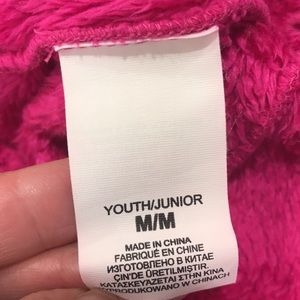 YOUTH/JUNIOR
M/M
MADE IN CHINA
FABRIQUÉ EN CHINE
ИЗГОТОВЛЕНО В КИТАЕ
ÇİN'DE ÜRETİLMİŞTİR.
ΚΑΤΑΣΚΕΥΑΖΕΤΑΙ ΣΤΗΝ ΚΙΝΑ
WYPRODUKOWANO W CHINACH